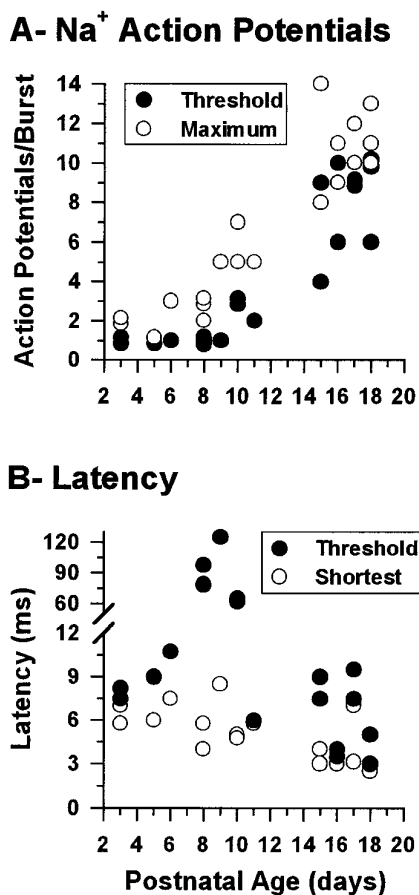 A- Na+ Action Potentials
Action Potentials/Burst
14
12
10
8
6
4
2
0
Threshold
Maximum
2 4 6 8 10 12 14 16 18 20
B- Latency
Latency (ms)
120
90
60
12
9
6
3
0
Threshold
Shortest
2 4 6 8 10 12 14 16 18 20
Postnatal Age (days)